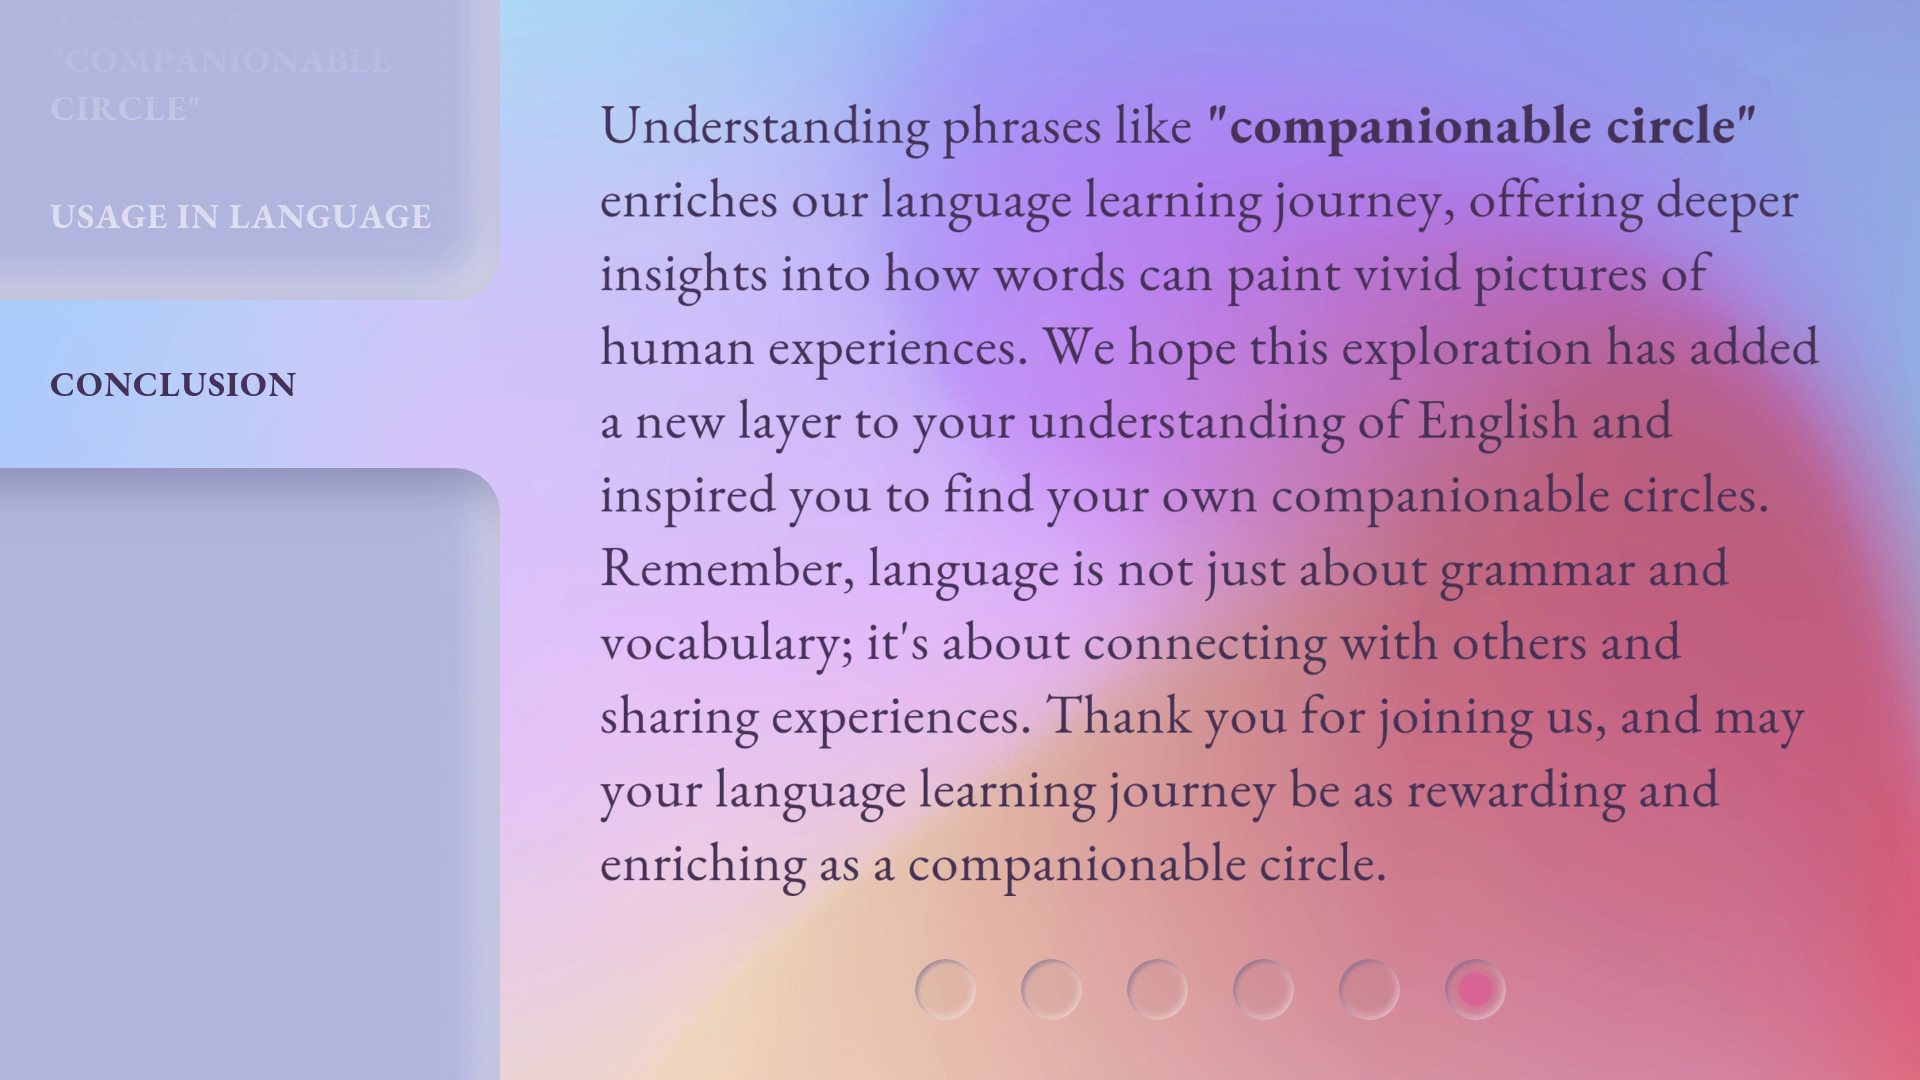 "COMPANIONABLE
CIRCLE"
USAGE IN LANGUAGE
CONCLUSION
Understanding phrases like "companionable circle"
enriches our language learning journey, offering deeper
insights into how words can paint vivid pictures of
human experiences. We hope this exploration has added
a new layer to your understanding of English and
inspired you to find your own companionable circles.
Remember, language is not just about grammar and
vocabulary; it's about connecting with others and
sharing experiences. Thank you for joining us, and may
your language learning journey be as rewarding and
enriching as a companionable circle.